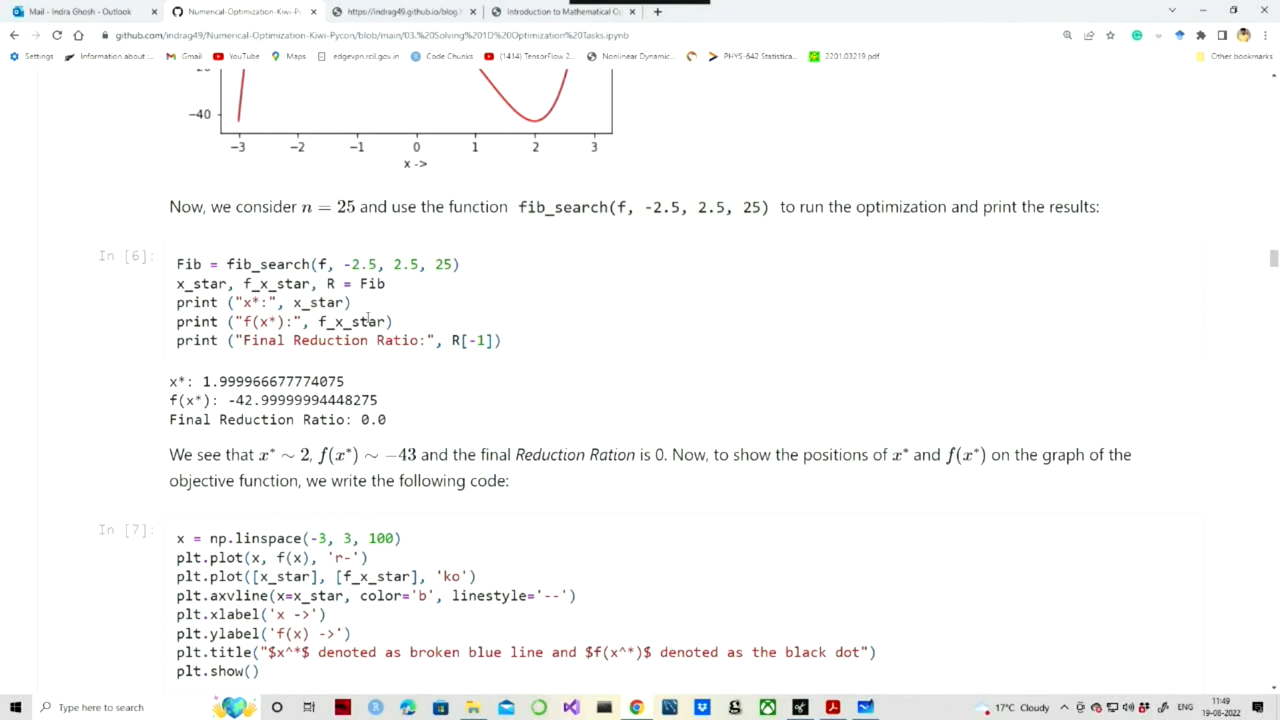 Mail - Indra Ghosh - Outlook
Numerical-Optimization-Kiwi-Py
https://indrag49.github.io/blog.h
Introduction to Mathematical Op
github.com/indrag49/Numerical-Optimization-Kiwi-Pycon/blob/main/03.%20Solving%201D%20Optimization%20Tasks.ipynb
Settings
Information about ...
Gmail
YouTube
Maps
edgevpn.rcil.gov.in
Code Chunks
(1414) TensorFlow 2...
Nonlinear Dynamic...
PHYS-642 Statistica...
2201.03219.pdf
Other bookmarks
−40
−3 −2 −1 0 1 2 3
x ->
Now, we consider n = 25 and use the function fib_search(f, -2.5, 2.5, 25) to run the optimization and print the results:
In [6]:
Fib = fib_search(f, -2.5, 2.5, 25)
x_star, f_x_star, R = Fib
print ("x*:", x_star)
print ("f(x*):", f_x_star)
print ("Final Reduction Ratio:", R[-1])
x*: 1.999966677774075
f(x*): -42.99999994448275
Final Reduction Ratio: 0.0
We see that x* ∼ 2, f(x*) ∼ −43 and the final Reduction Ration is 0. Now, to show the positions of x* and f(x*) on the graph of the
objective function, we write the following code:
In [7]:
x = np.linspace(-3, 3, 100)
plt.plot(x, f(x), 'r-')
plt.plot([x_star], [f_x_star], 'ko')
plt.axvline(x=x_star, color='b', linestyle='--')
plt.xlabel('x ->')
plt.ylabel('f(x) ->')
plt.title("$x^*$ denoted as broken blue line and $f(x^*)$ denoted as the black dot")
plt.show()
Type here to search
17°C Cloudy
11:49
19-08-2022